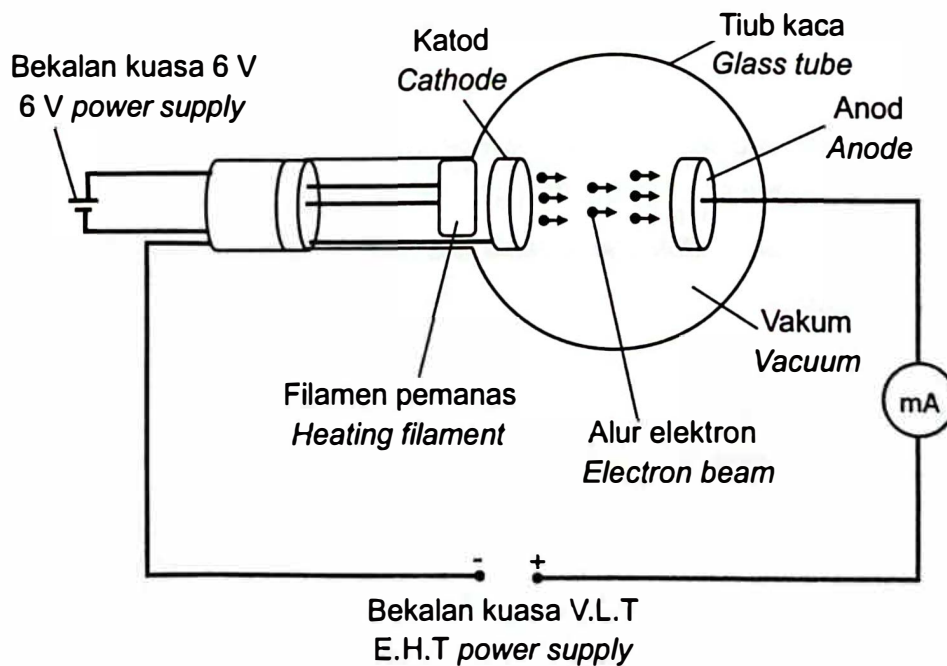 Bekalan kuasa 6 V
6 V power supply
Katod
Cathode
Tiub kaca
Glass tube
Anod
Anode
Vakum
Vacuum
mA
Filamen pemanas
Heating filament
Alur elektron
Electron beam
- +
Bekalan kuasa V.L.T
E.H.T power supply